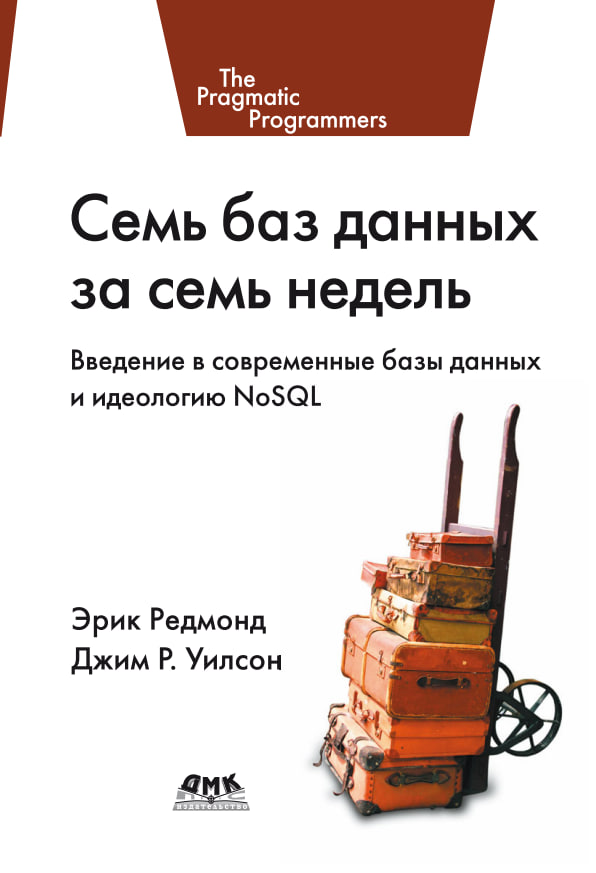 The
Pragmatic
Programmers
Семь баз данных
за семь недель
Введение в современные базы данных
и идеологию NoSQL
Эрик Редмонд
Джим Р. Уилсон
ДМК
издательство